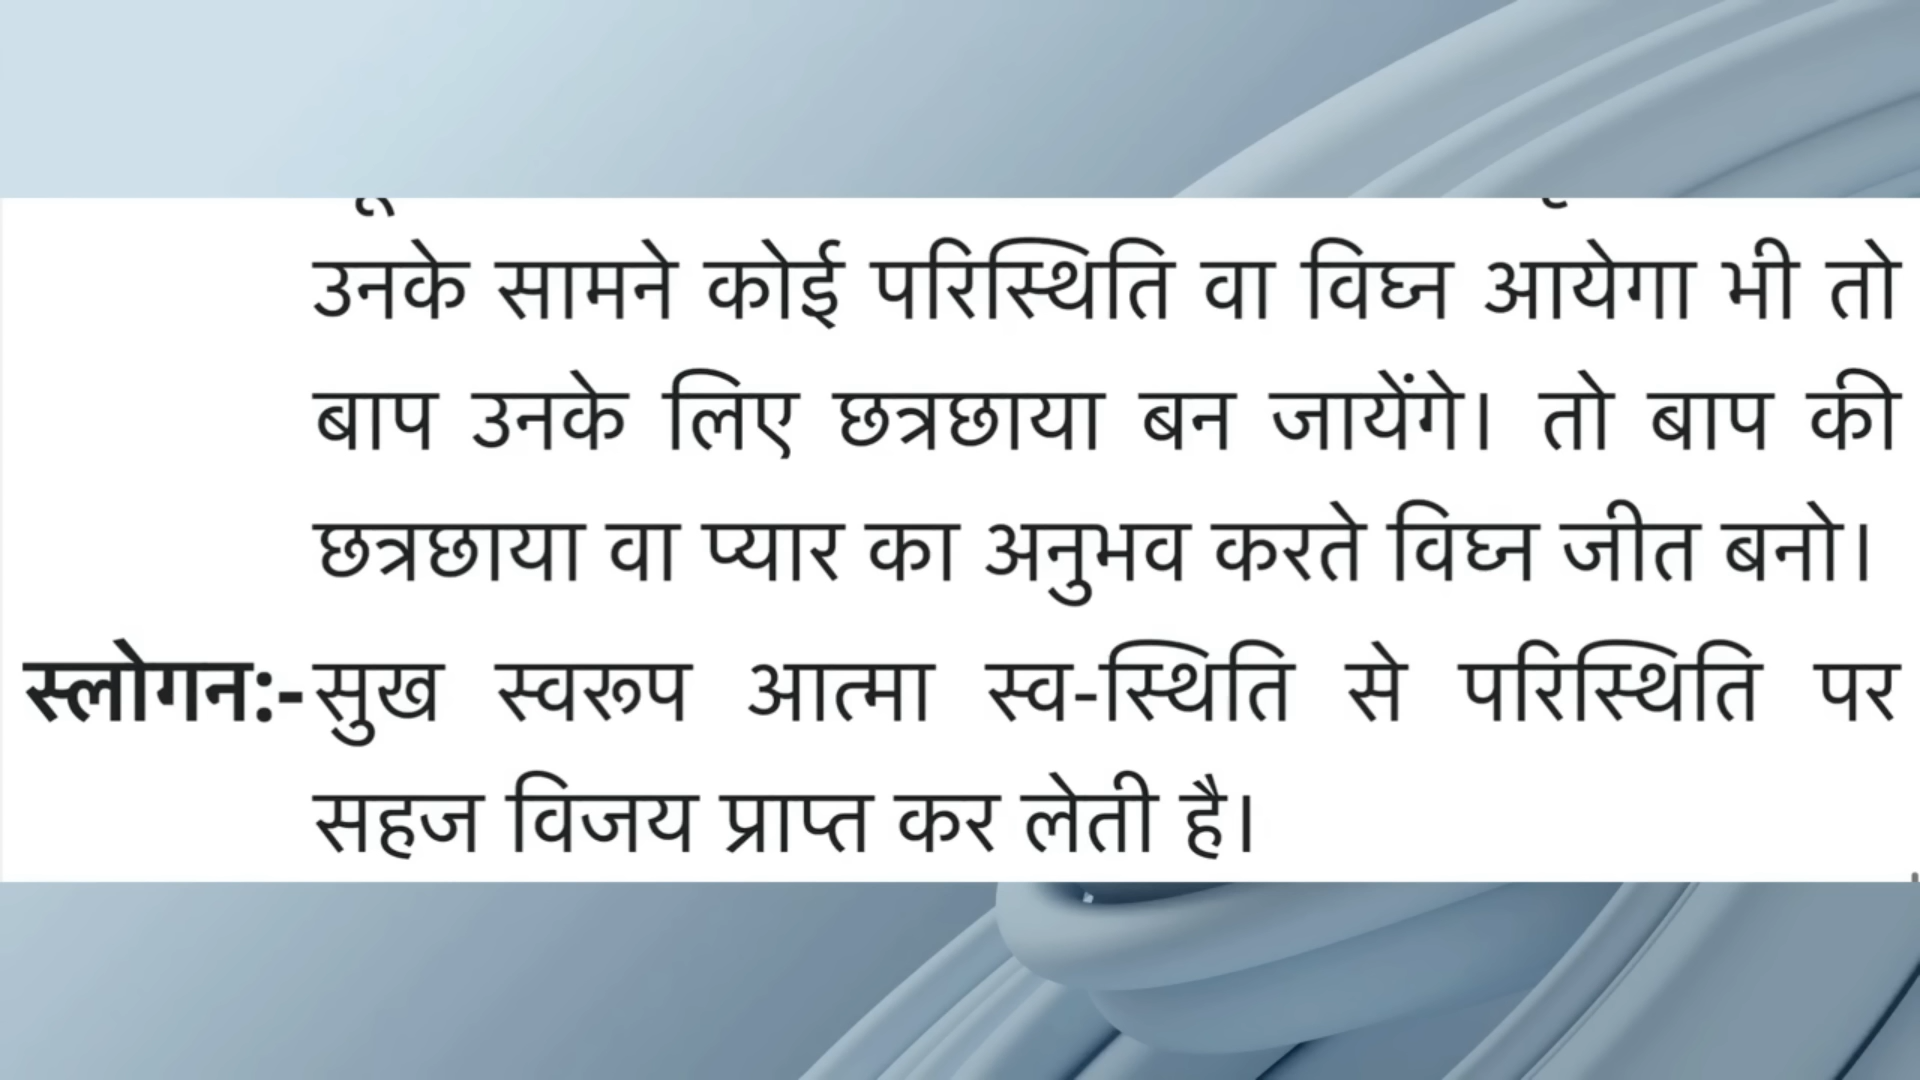 उनके सामने कोई परिस्थिति वा विघ्न आयेगा भी तो
बाप उनके लिए छत्रछाया बन जायेंगे। तो बाप की
छत्रछाया वा प्यार का अनुभव करते विघ्न जीत बनो।
स्लोगन:-सुख स्वरूप आत्मा स्व-स्थिति से परिस्थिति पर
सहज विजय प्राप्त कर लेती है।